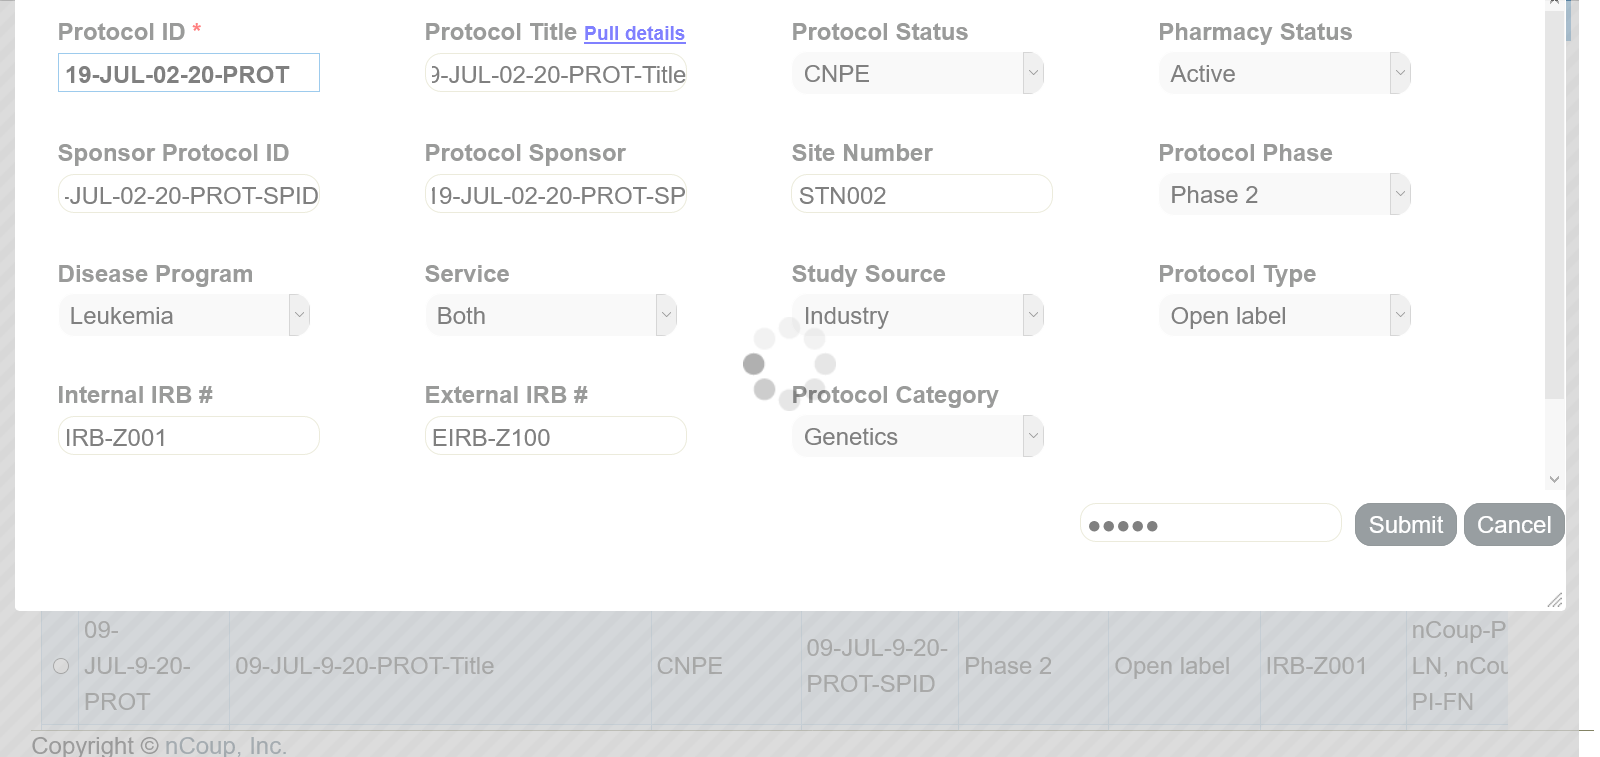 Protocol ID *
Protocol Title Pull details
Protocol Status
Pharmacy Status
19-JUL-02-20-PROT
9-JUL-02-20-PROT-Title
CNPE
Active
Sponsor Protocol ID
Protocol Sponsor
Site Number
Protocol Phase
-JUL-02-20-PROT-SPID
19-JUL-02-20-PROT-SP
STN002
Phase 2
Disease Program
Service
Study Source
Protocol Type
Leukemia
Both
Industry
Open label
Internal IRB #
External IRB #
Protocol Category
IRB-Z001
EIRB-Z100
Genetics
●●●●●
Submit
Cancel
09-
JUL-9-20-
PROT
09-JUL-9-20-PROT-Title
CNPE
09-JUL-9-20-
PROT-SPID
Phase 2
Open label
IRB-Z001
nCoup-P
LN, nCou
PI-FN
Copyright © nCoup, Inc.